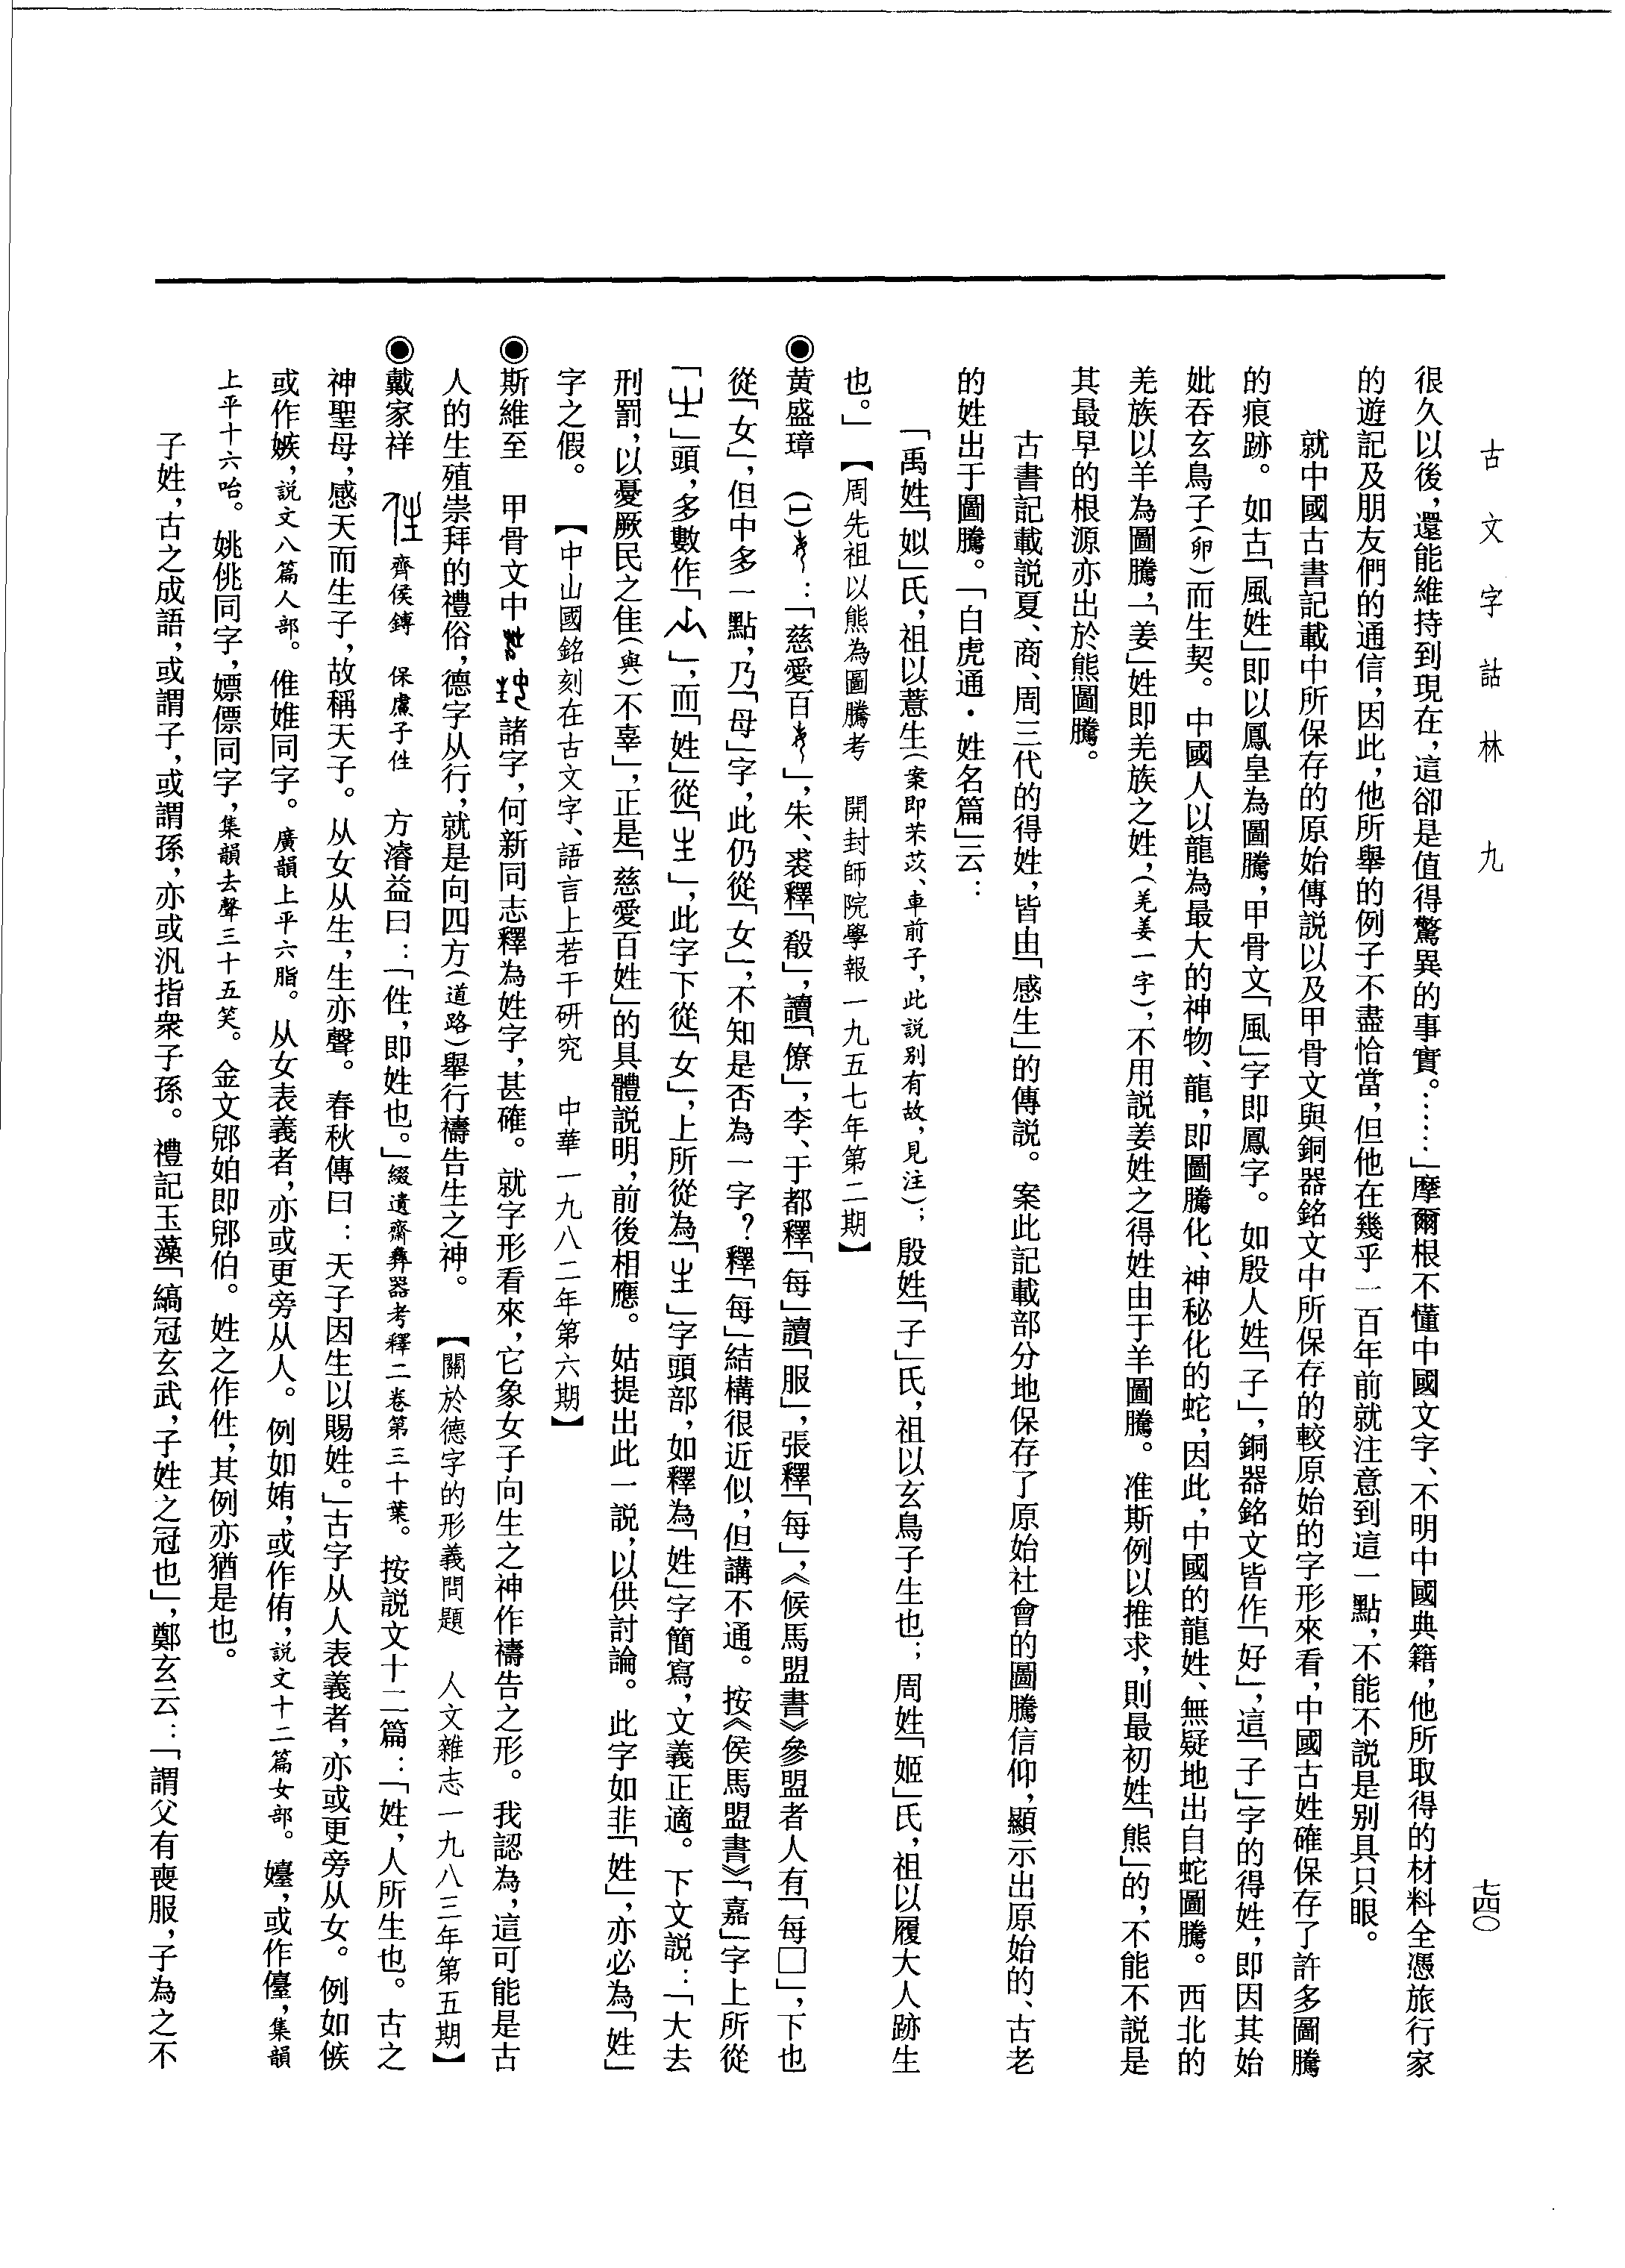 古文字詁林 九
七四〇
很久以後，還能維持到現在，這卻是值得驚異的事實。……」摩爾根不懂中國文字、不明中國典籍，他所取得的材料全憑旅行家
的遊記及朋友們的通信，因此，他所舉的例子不盡恰當，但他在幾乎一百年前就注意到這一點，不能不説是别具只眼。
就中國古書記載中所保存的原始傳説以及甲骨文與銅器銘文中所保存的較原始的字形來看，中國古姓確保存了許多圖騰
的痕跡。如古「風姓」即以鳳皇為圖騰，甲骨文「風」字即鳳字。如殷人姓「子」，銅器銘文皆作「好」，這「子」字的得姓，即因其始
妣吞玄鳥子（卵）而生契。中國人以龍為最大的神物、龍，即圖騰化、神秘化的蛇，因此，中國的龍姓、無疑地出自蛇圖騰。西北的
羌族以羊為圖騰，「姜」姓即羌族之姓，（羌姜一字），不用説姜姓之得姓由于羊圖騰。准斯例以推求，則最初姓「熊」的，不能不説是
其最早的根源亦出於熊圖騰。
古書記載説夏、商、周三代的得姓，皆由「感生」的傳説。案此記載部分地保存了原始社會的圖騰信仰，顯示出原始的、古老
的姓出于圖騰。「白虎通·姓名篇」云：
「禹姓「姒」氏，祖以薏生（案即芣苡、車前子，此説别有故，見注）；殷姓「子」氏，祖以玄鳥子生也；周姓「姬」氏，祖以履大人跡生
也。」【周先祖以熊為圖騰考 開封師院學報一九五七年第二期】
◉黄盛璋 （1）：「慈愛百」，朱、裘釋「殽」，讀「僚」，李、于都釋「每」讀「服」，張釋「每」，《候馬盟書》參盟者人有「每□」，下也
從「女」，但中多一點，乃「母」字，此仍從「女」，不知是否為一字？釋「每」結構很近似，但講不通。按《侯馬盟書》「嘉」字上所從
「」頭，多數作「」，而「姓」從「」，此字下從「女」，上所從為「」字頭部，如釋為「姓」字簡寫，文義正適。下文説：「大去
刑罰，以憂厥民之隹（與）不辜」，正是「慈愛百姓」的具體説明，前後相應。姑提出此一説，以供討論。此字如非「姓」，亦必為「姓」
字之假。【中山國銘刻在古文字、語言上若干研究 中華一九八二年第六期】
◉斯維至 甲骨文中諸字，何新同志釋為姓字，甚確。就字形看來，它象女子向生之神作禱告之形。我認為，這可能是古
人的生殖崇拜的禮俗，德字从行，就是向四方（道路）舉行禱告生之神。【關於德字的形義問題 人文雜志一九八三年第五期】
◉戴家祥 齊侯鎛 保盧子㚪 方濬益曰：「㚪，即姓也。」綴遺齋彝器考釋二卷第三十葉。按説文十二篇：「姓，人所生也。古之
神聖母，感天而生子，故稱天子。从女从生，生亦聲。春秋傳曰：天子因生以賜姓。」古字从人表義者，亦或更旁从女。例如㑵
或作嫉，説文八篇人部。倠婎同字。廣韻上平六脂。从女表義者，亦或更旁从人。例如姷，或作侑，説文十二篇女部。嬯，或作儓，集韻
上平十六咍。姚佻同字，嫖僄同字，集韻去聲三十五笑。金文郳㚖即郳伯。姓之作㚪，其例亦猶是也。
子姓，古之成語，或謂子，或謂孫，亦或汎指衆子孫。禮記玉藻「縞冠玄武，子姓之冠也」，鄭玄云：「謂父有喪服，子為之不